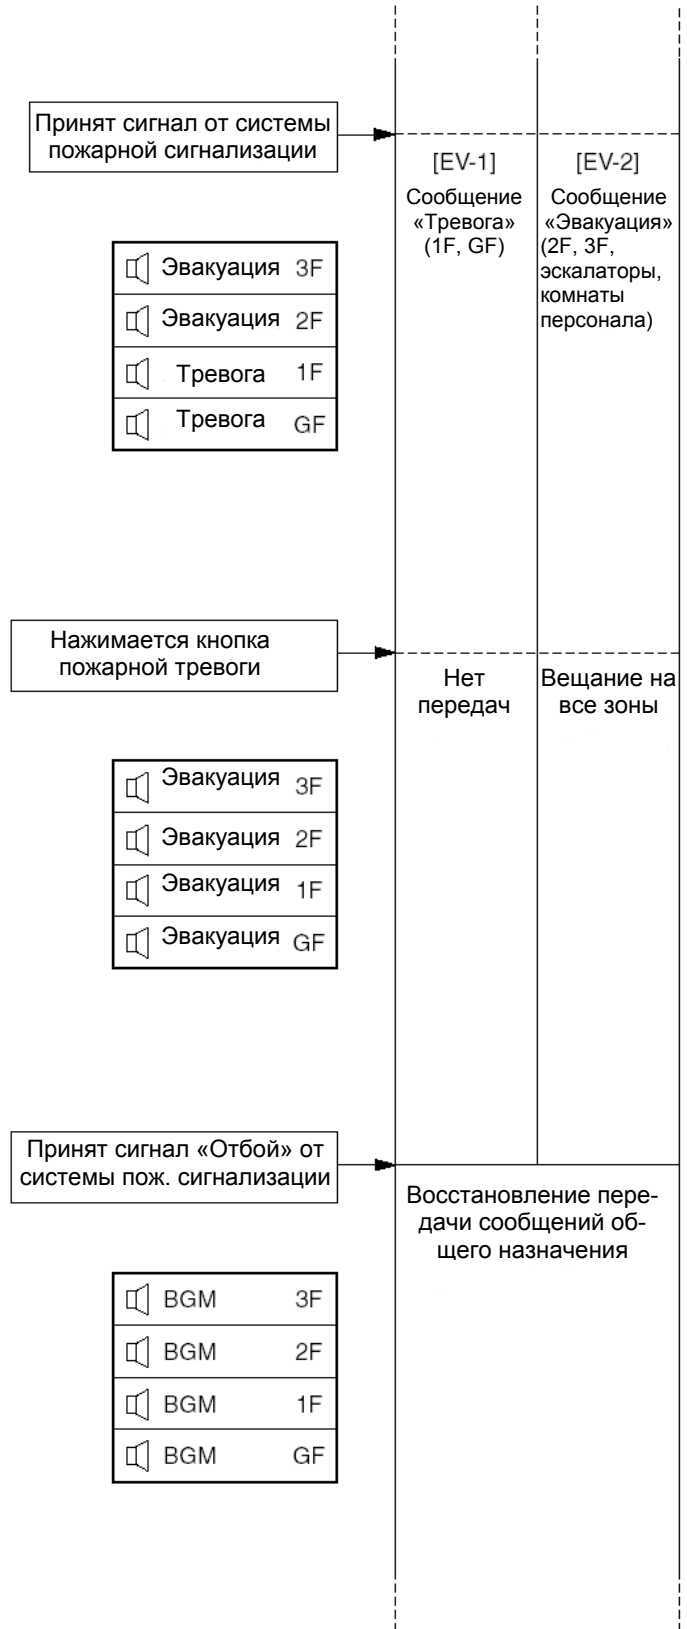 Принят сигнал от системы
пожарной сигнализации
[EV-1]
Сообщение
«Тревога»
(1F, GF)
[EV-2]
Сообщение
«Эвакуация»
(2F, 3F,
эскалаторы,
комнаты
персонала)
Эвакуация 3F
Эвакуация 2F
Тревога 1F
Тревога GF
Нажимается кнопка
пожарной тревоги
Нет
передач
Вещание на
все зоны
Эвакуация 3F
Эвакуация 2F
Эвакуация 1F
Эвакуация GF
Принят сигнал «Отбой» от
системы пож. сигнализации
Восстановление пере-
дачи сообщений об-
щего назначения
BGM 3F
BGM 2F
BGM 1F
BGM GF